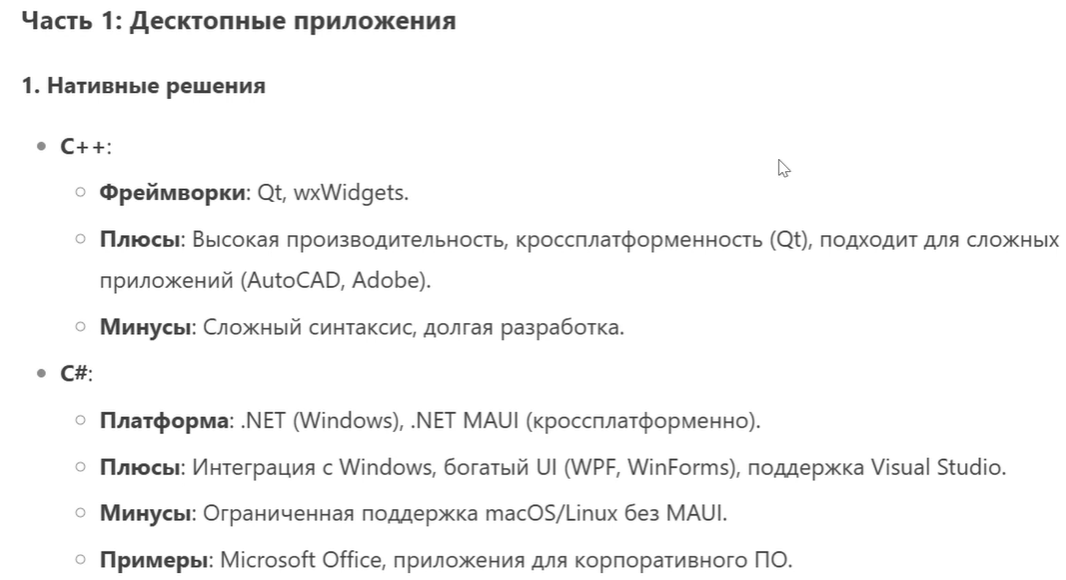 Часть 1: Десктопные приложения
1. Нативные решения
C++:
Фреймворки: Qt, wxWidgets.
Плюсы: Высокая производительность, кроссплатформенность (Qt), подходит для сложных
приложений (AutoCAD, Adobe).
Минусы: Сложный синтаксис, долгая разработка.
C#:
Платформа: .NET (Windows), .NET MAUI (кроссплатформенно).
Плюсы: Интеграция с Windows, богатый UI (WPF, WinForms), поддержка Visual Studio.
Минусы: Ограниченная поддержка macOS/Linux без MAUI.
Примеры: Microsoft Office, приложения для корпоративного ПО.